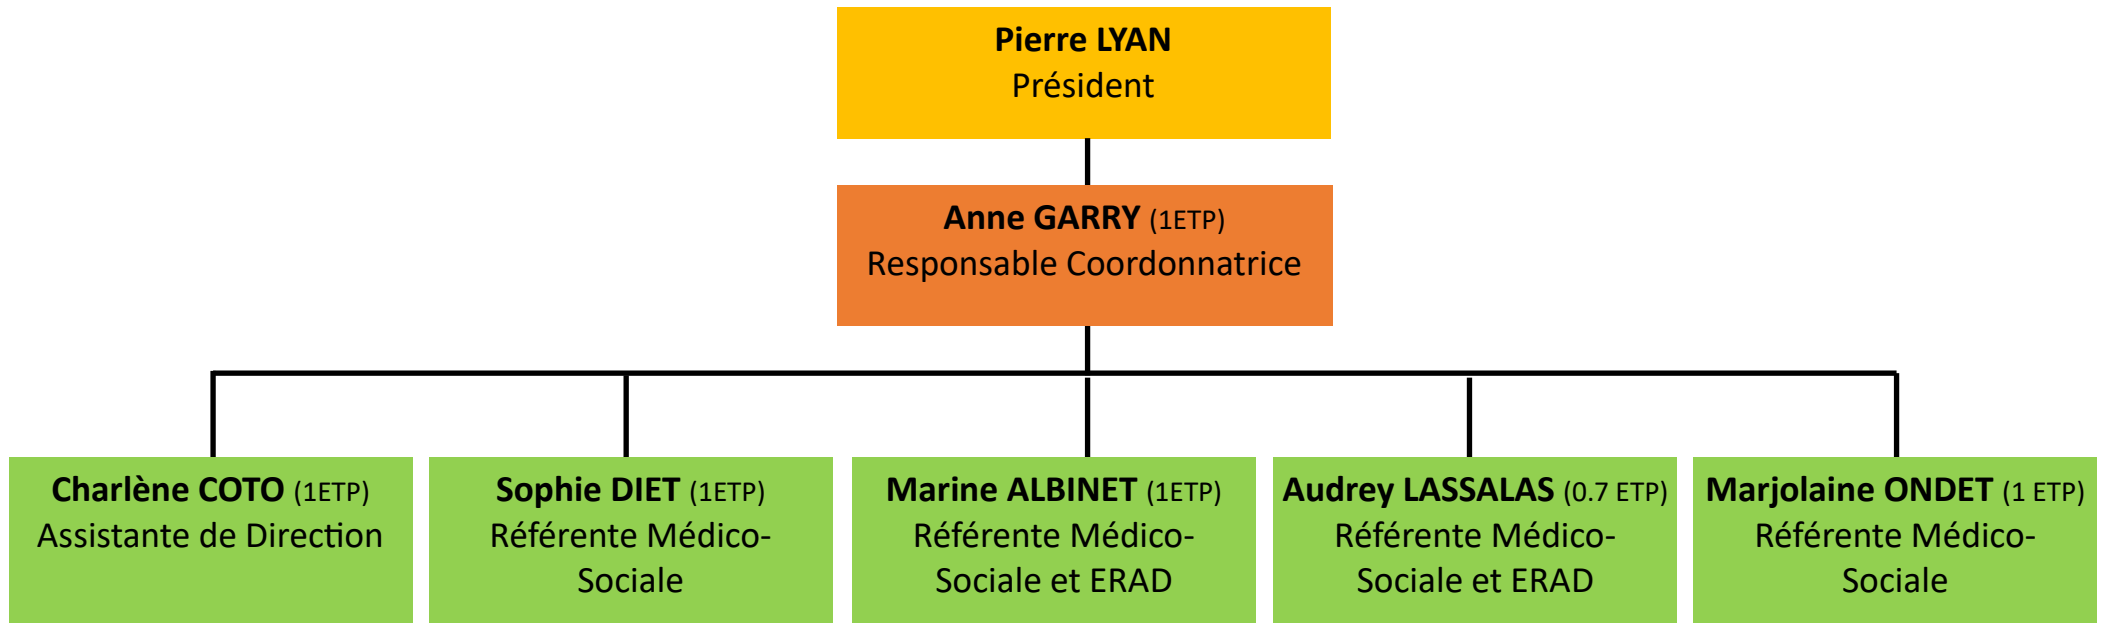 Pierre LYAN
Président
Anne GARRY (1ETP)
Responsable Coordonnatrice
Charlène COTO (1ETP)
Assistante de Direction
Sophie DIET (1ETP)
Référente Médico-
Sociale
Marine ALBINET (1ETP)
Référente Médico-
Sociale et ERAD
Audrey LASSALAS (0.7 ETP)
Référente Médico-
Sociale et ERAD
Marjolaine ONDET (1 ETP)
Référente Médico-
Sociale